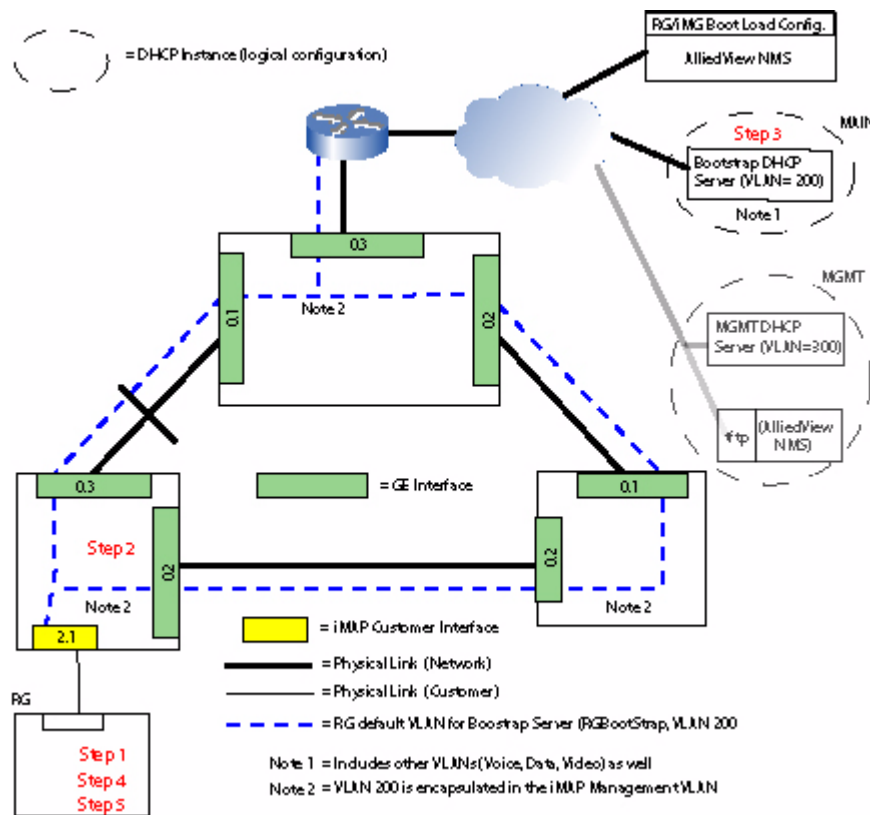 RG/iMG Boot Load Config.
AlliedView NMS
= DHCP Instance (logical configuration)
MAIN
Step 3
Bootstrap DHCP
Server (VLAN= 200)
Note 1
0.3
0.1
0.2
Note 2
MGMT
MGMT DHCP
Server (VLAN=300)
tftp
(AlliedView
NMS)
0.3
= GE Interface
0.1
Step 2
0.2
0.2
Note 2
Note 2
2.1
= iMAP Customer Interface
= Physical Link (Network)
RG
= Physical Link (Customer)
= RG default VLAN for Boostrap Server (RGBootStrap, VLAN 200
Step 1
Step 4
Step 5
Note 1 = Includes other VLANs (Voice, Data, Video) as well
Note 2 = VLAN 200 is encapsulated in the iMAP Management VLAN